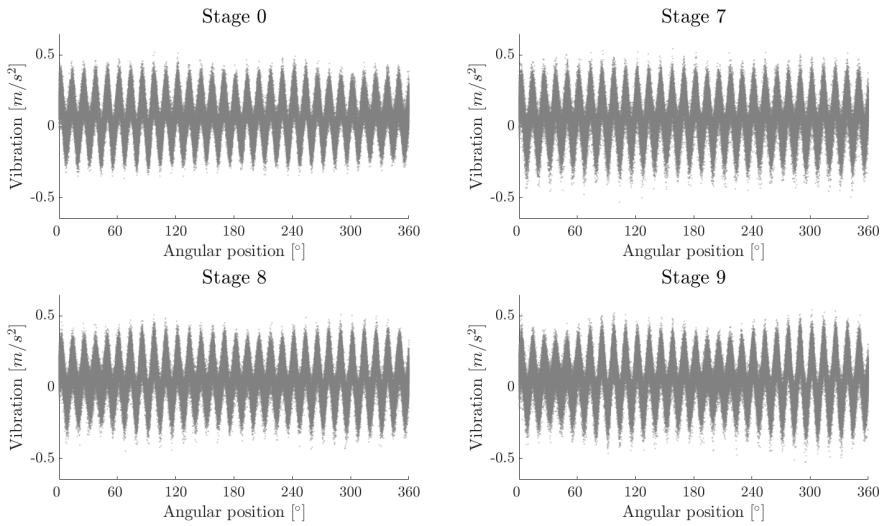 Stage 0
Vibration [m/s²]
0.5
0
-0.5
0 60 120 180 240 300 360
Angular position [°]
Stage 7
Vibration [m/s²]
0.5
0
-0.5
0 60 120 180 240 300 360
Angular position [°]
Stage 8
Vibration [m/s²]
0.5
0
-0.5
0 60 120 180 240 300 360
Angular position [°]
Stage 9
Vibration [m/s²]
0.5
0
-0.5
0 60 120 180 240 300 360
Angular position [°]